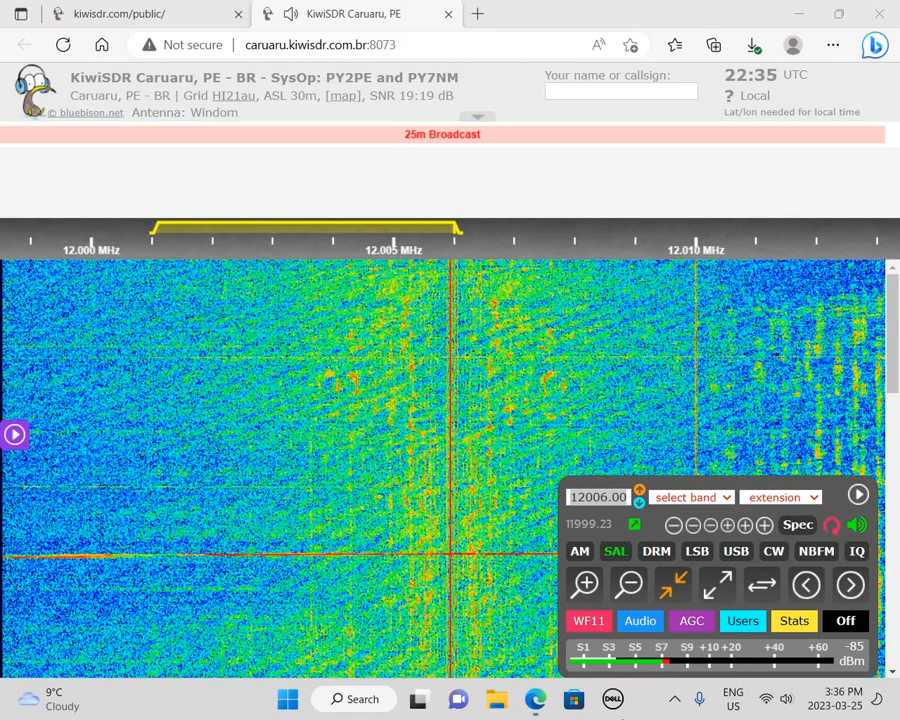 kiwisdr.com/public/
KiwiSDR Caruaru, PE
Not secure
caruaru.kiwisdr.com.br:8073
KiwiSDR Caruaru, PE - BR - SysOp: PY2PE and PY7NM
Caruaru, PE - BR | Grid HI21au, ASL 30m, [map], SNR 19:19 dB
© bluebison.net Antenna: Windom
Your name or callsign:
22:35 UTC
? Local
Lat/lon needed for local time
25m Broadcast
12.000 MHz 12.005 MHz 12.010 MHz
12006.00 select band extension
11999.23 Spec
AM SAL DRM LSB USB CW NBFM IQ
WF11 Audio AGC Users Stats Off
S1 S3 S5 S7 S9 +10 +20 +40 +60 -85
dBm
9°C
Cloudy
Search
DELL
ENG
US
3:36 PM
2023-03-25